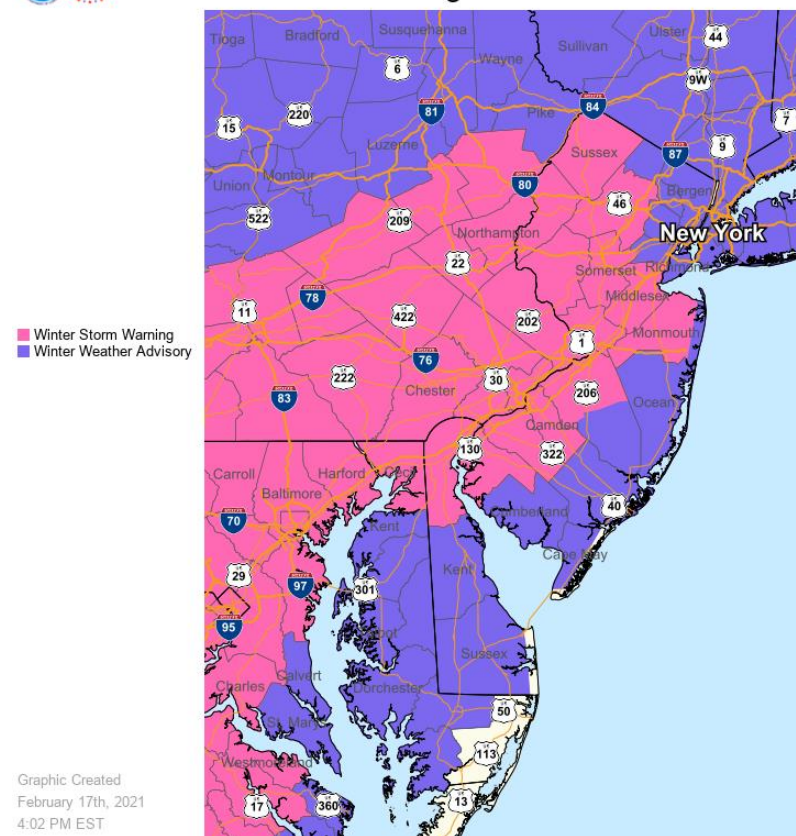 Tioga
Bradford
Susquehanna
Wayne
Sullivan
Ulster
44
6
9W
81
84
220
Pike
7
15
9
Luzerne
Sussex
87
Union
Montour
80
Bergen
46
522
209
Northampton
New York
22
Somerset
Richmond
78
Middlesex
11
422
202
Monmouth
1
Winter Storm Warning
Winter Weather Advisory
76
222
30
Chester
83
206
Ocean
Camden
130
322
Carroll
Harford
Cecil
Baltimore
40
Cumberland
70
Kent
Cape May
29
Kent
97
301
95
Talbot
Sussex
Calvert
Charles
Dorchester
50
St. Marys
113
Westmoreland
17
360
13
Graphic Created
February 17th, 2021
4:02 PM EST